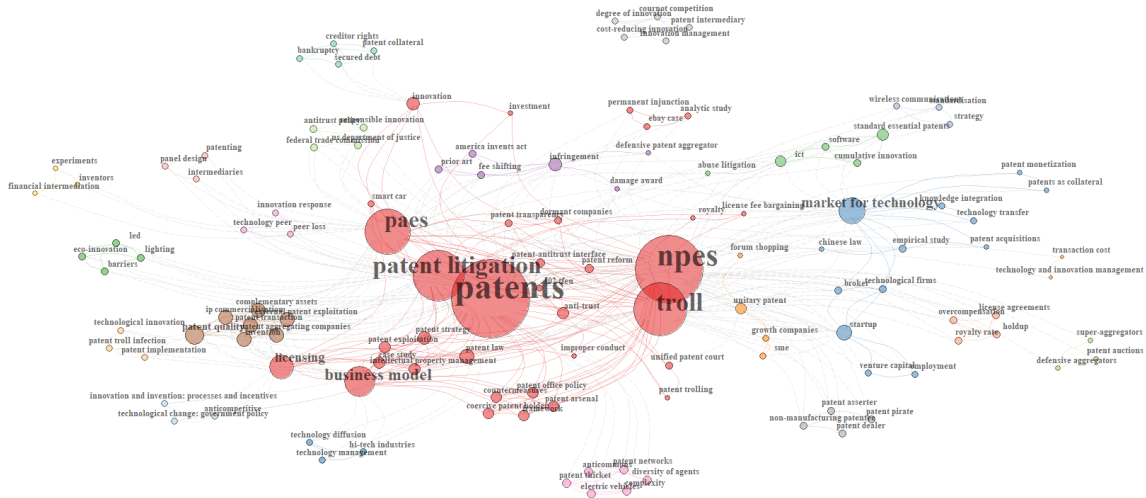 cournot competition
degree of innovation
patent intermediary
cost-reducing innovation
innovation management
creditor rights
patent collateral
bankruptcy
secured debt
innovation
investment
permanent injunction
analytic study
ebay case
wireless communication
standardisation
strategy
standard essential patents
antitrust policy
responsible innovation
us department of justice
federal trade commission
america invents act
infringement
prior art
fee shifting
defensive patent aggregator
software
ict
cumulative innovation
abuse litigation
patenting
panel design
intermediaries
experiments
inventors
financial intermediation
damage award
patent monetization
patents as collateral
smart car
innovation response
technology peer
peer loss
paes
patent transparency
dormant companies
royalty
license fee bargaining
market for technology
knowledge integration
technology transfer
led
eco-innovation
lighting
barriers
patent litigation
patents
patent-antitrust interface
patent reform
npes
troll
forum shopping
chinese law
empirical study
patent acquisitions
transaction cost
technology and innovation management
broker
technological firms
anti-trust
unitary patent
complementary assets
ip commercialization
patent exploitation
patent transaction
patent quality
patent aggregating companies
invention
technological innovation
patent troll infection
patent implementation
licensing
business model
patent strategy
patent exploitation
case study
intellectual property management
patent law
improper conduct
unified patent court
patent trolling
growth companies
sme
startup
venture capital
employment
license agreements
overcompensation
royalty rate
holdup
super-aggregators
patent auctions
defensive aggregators
innovation and invention: processes and incentives
anticompetitive
technological change: government policy
countermeasures
patent office policy
patent arsenal
coercive patent holder
framework
technology diffusion
hi-tech industries
technology management
patent asserter
patent pirate
non-manufacturing patentee
patent dealer
anticommons
patent networks
patent thicket
diversity of agents
electric vehicles
complexity